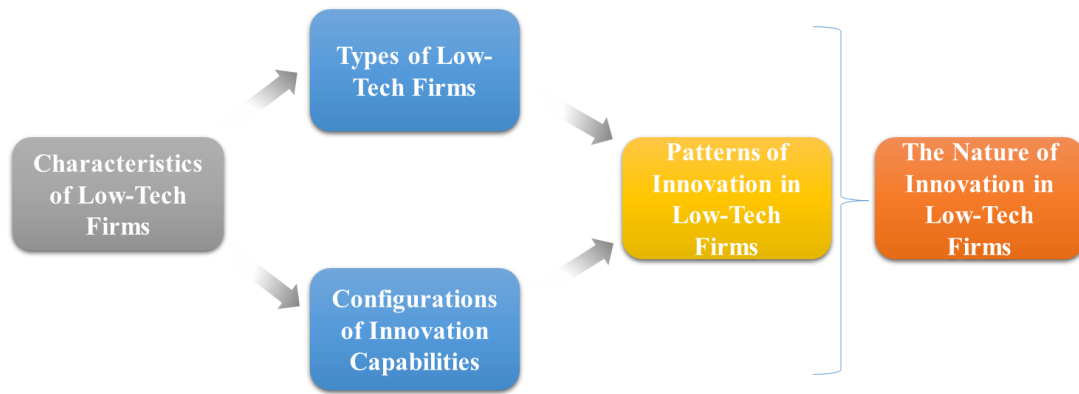 Characteristics
of Low-Tech
Firms
Types of Low-
Tech Firms
Configurations
of Innovation
Capabilities
Patterns of
Innovation in
Low-Tech
Firms
The Nature of
Innovation in
Low-Tech
Firms